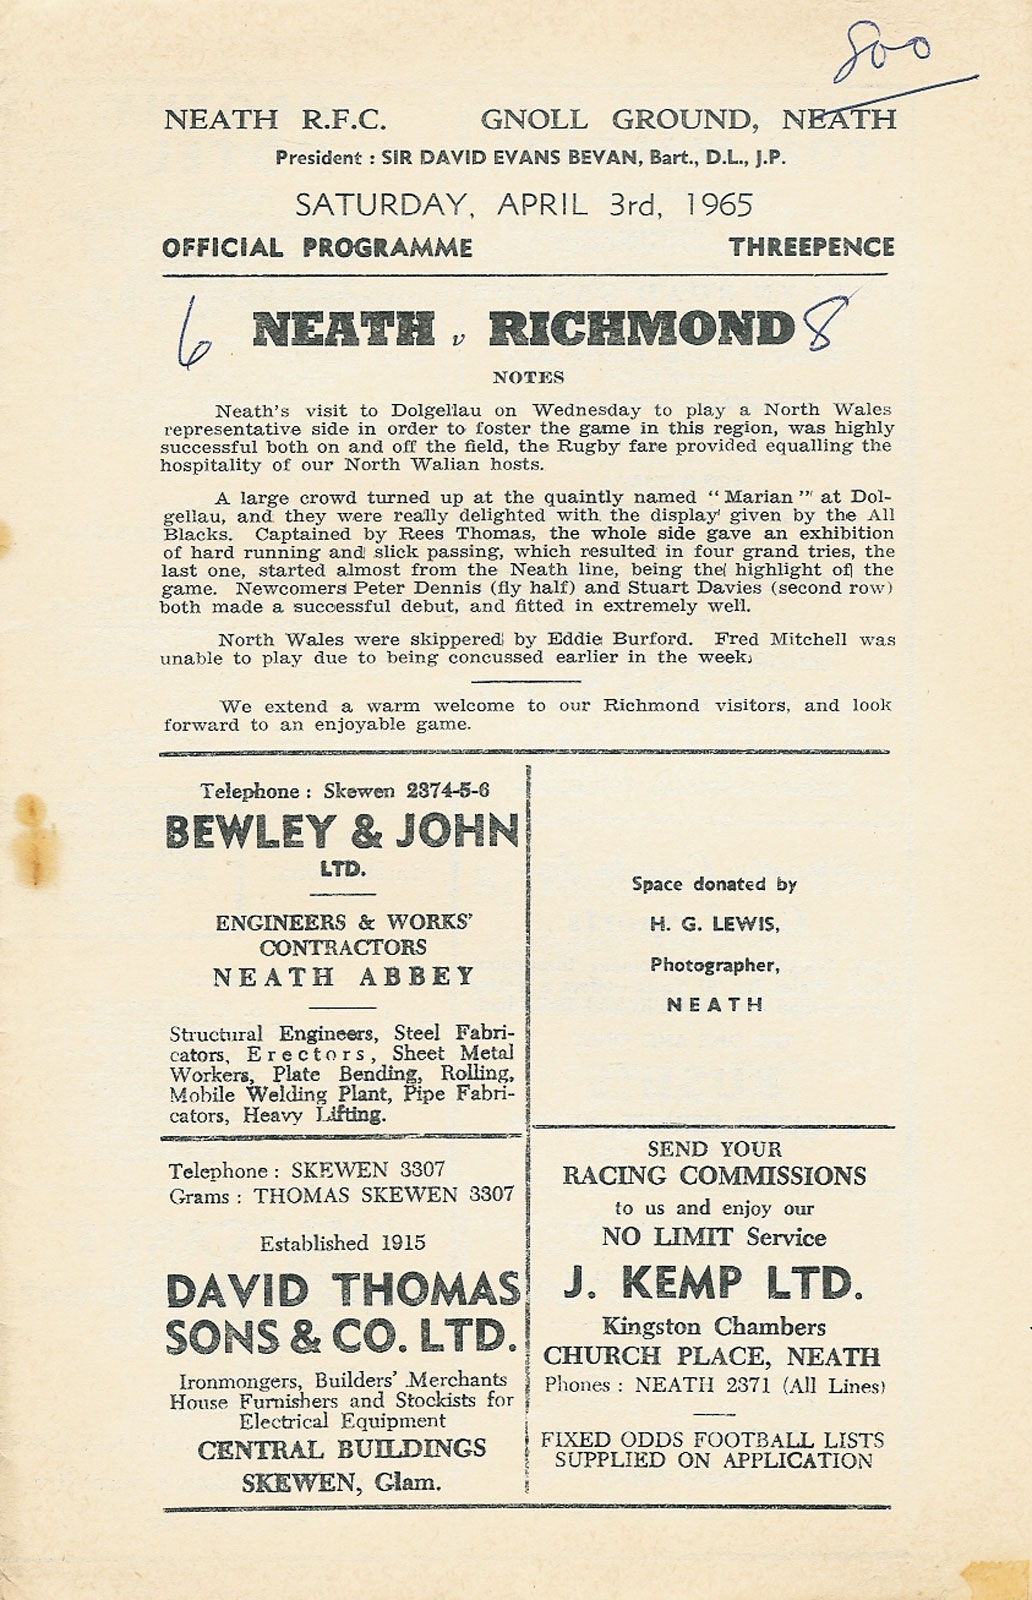 800
NEATH R.F.C. GNOLL GROUND, NEATH
President : SIR DAVID EVANS BEVAN, Bart., D.L., J.P.
SATURDAY, APRIL 3rd, 1965
OFFICIAL PROGRAMME THREEPENCE
6 NEATH v RICHMOND 8
NOTES
Neath's visit to Dolgellau on Wednesday to play a North Wales
representative side in order to foster the game in this region, was highly
successful both on and off the field, the Rugby fare provided equalling the
hospitality of our North Walian hosts.
A large crowd turned up at the quaintly named "Marian" at Dol-
gellau, and they were really delighted with the display given by the All
Blacks. Captained by Rees Thomas, the whole side gave an exhibition
of hard running and slick passing, which resulted in four grand tries, the
last one, started almost from the Neath line, being the highlight of the
game. Newcomers Peter Dennis (fly half) and Stuart Davies (second row)
both made a successful debut, and fitted in extremely well.
North Wales were skippered by Eddie Burford. Fred Mitchell was
unable to play due to being concussed earlier in the week.
We extend a warm welcome to our Richmond visitors, and look
forward to an enjoyable game.
Telephone : Skewen 2374-5-6
BEWLEY & JOHN
LTD.
ENGINEERS & WORKS'
CONTRACTORS
NEATH ABBEY
Structural Engineers, Steel Fabri-
cators, Erectors, Sheet Metal
Workers, Plate Bending, Rolling,
Mobile Welding Plant, Pipe Fabri-
cators, Heavy Lifting.
Space donated by
H. G. LEWIS,
Photographer,
NEATH
Telephone : SKEWEN 3307
Grams : THOMAS SKEWEN 3307
Established 1915
DAVID THOMAS
SONS & CO. LTD.
Ironmongers, Builders' Merchants
House Furnishers and Stockists for
Electrical Equipment
CENTRAL BUILDINGS
SKEWEN, Glam.
SEND YOUR
RACING COMMISSIONS
to us and enjoy our
NO LIMIT Service
J. KEMP LTD.
Kingston Chambers
CHURCH PLACE, NEATH
Phones : NEATH 2371 (All Lines)
FIXED ODDS FOOTBALL LISTS
SUPPLIED ON APPLICATION